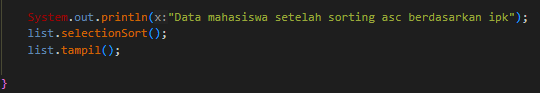 System.out.println(x:"Data mahasiswa setelah sorting asc berdasarkan ipk");
list.selectionSort();
list.tampil();
}